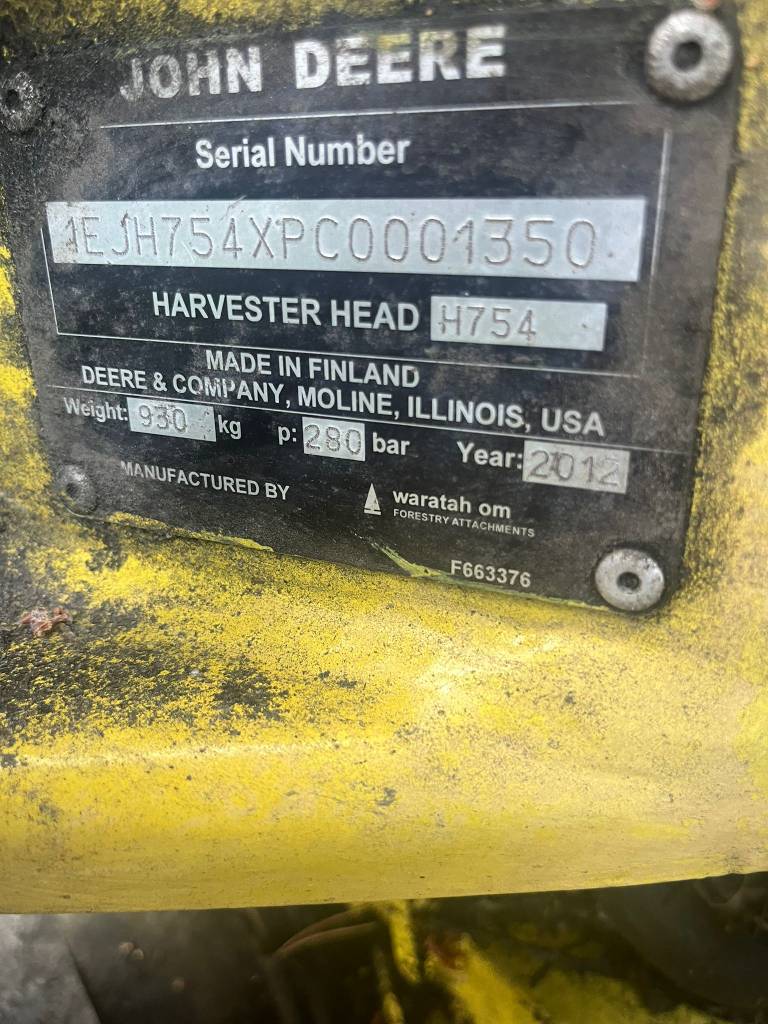 JOHN DEERE
Serial Number
1EJH754XPC0001350
HARVESTER HEAD H754
MADE IN FINLAND
DEERE & COMPANY, MOLINE, ILLINOIS, USA
Weight: 930 kg p: 280 bar Year: 2012
MANUFACTURED BY waratah om
FORESTRY ATTACHMENTS
F663376